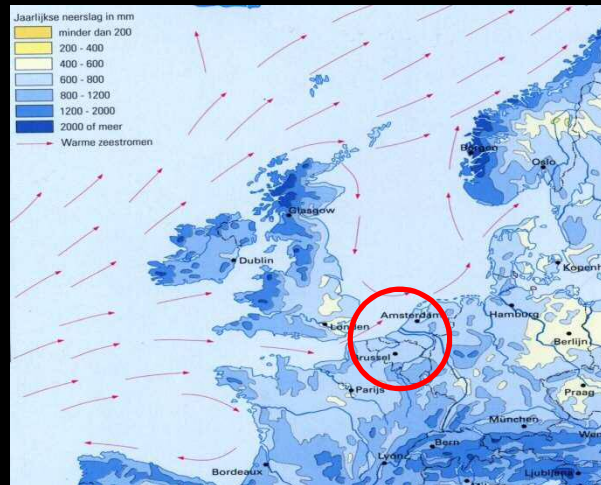 Jaarlijkse neerslag in mm
minder dan 200
200 - 400
400 - 600
600 - 800
800 - 1200
1200 - 2000
2000 of meer
Warme zeestromen
Bergen
Oslo
Glasgow
Dublin
Kopenh
Amsterdam
Hamburg
Londen
Berlijn
Brussel
Parijs
Praag
München
Wen
Bern
Lyon
Bordeaux
Ljubljana